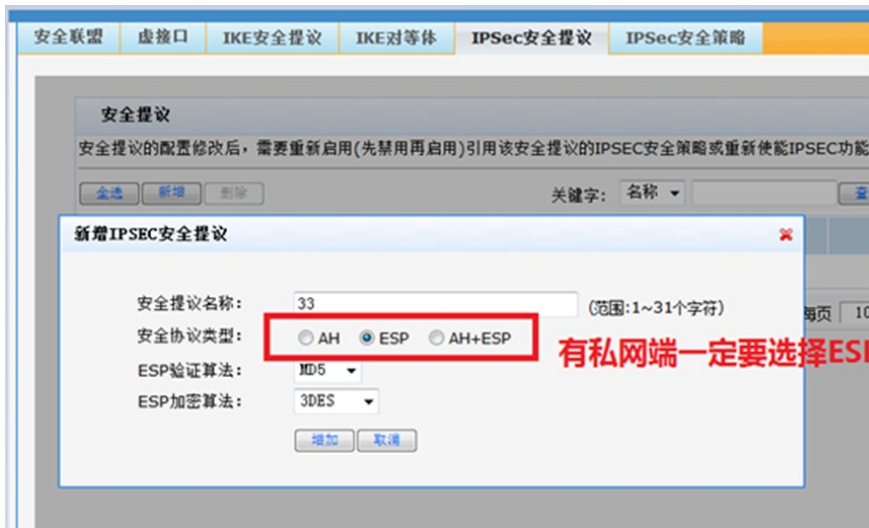 安全联盟 虚接口 IKE安全提议 IKE对等体 IPSec安全提议 IPSec安全策略
安全提议
安全提议的配置修改后，需要重新启用(先禁用再启用)引用该安全提议的IPSEC安全策略或重新使能IPSEC功能
全选 新增 删除 关键字： 名称 查
新增IPSEC安全提议
安全提议名称： 33 (范围:1~31个字符)
每页 10
安全协议类型： AH ESP AH+ESP
有私网端一定要选择ESP
ESP验证算法： MD5
ESP加密算法： 3DES
增加 取消